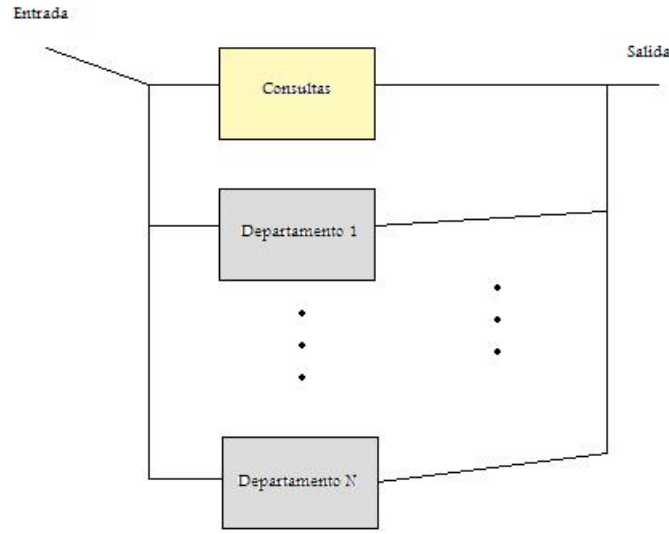 Entrada
Salida
Consultas
Departamento 1
Departamento N